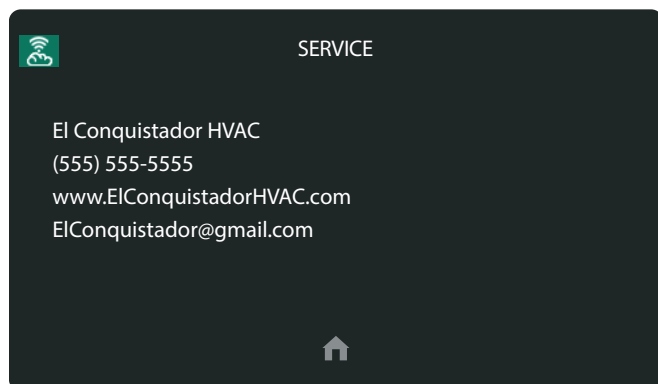 SERVICE
El Conquistador HVAC
(555) 555-5555
www.ElConquistadorHVAC.com
ElConquistador@gmail.com